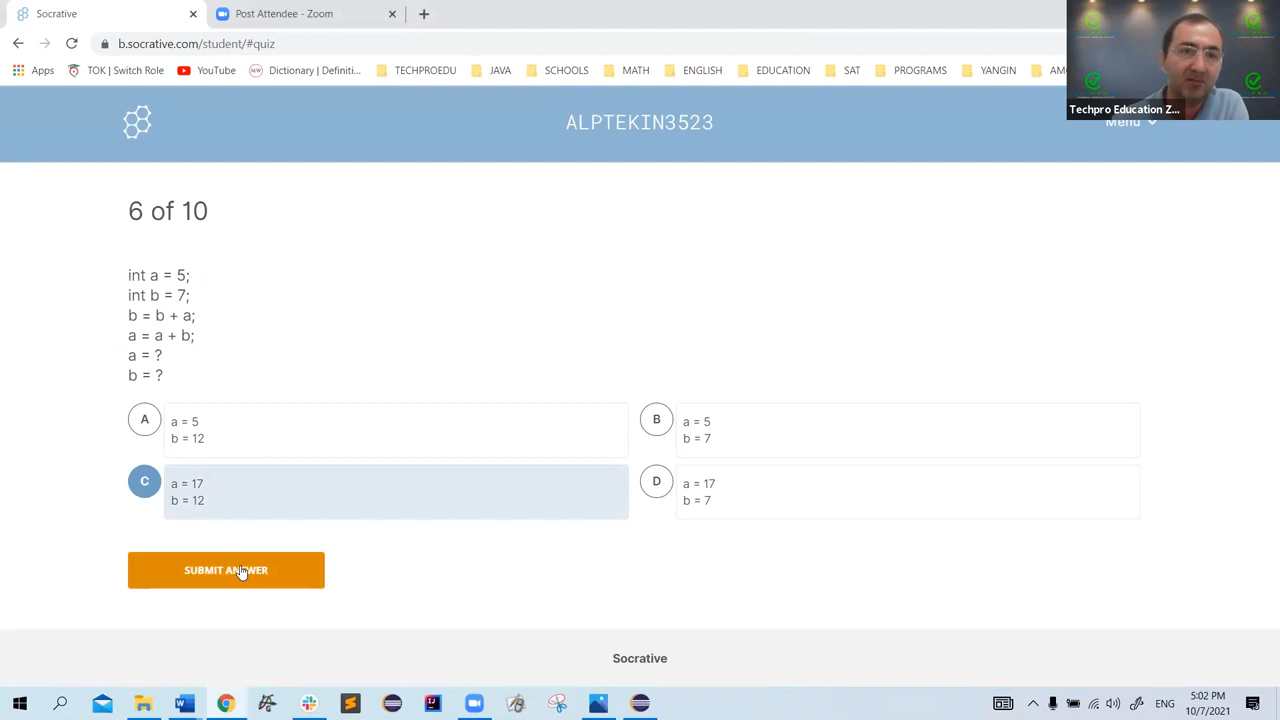 Socrative
Post Attendee - Zoom
b.socrative.com/student/#quiz
Apps
TOK | Switch Role
YouTube
Dictionary | Definiti...
TECHPROEDU
JAVA
SCHOOLS
MATH
ENGLISH
EDUCATION
SAT
PROGRAMS
YANGIN
Techpro Education Z...
ALPTEKIN3523
Menu
6 of 10
int a = 5;
int b = 7;
b = b + a;
a = a + b;
a = ?
b = ?
A
a = 5
b = 12
B
a = 5
b = 7
C
a = 17
b = 12
D
a = 17
b = 7
SUBMIT ANSWER
Socrative
ENG
5:02 PM
10/7/2021